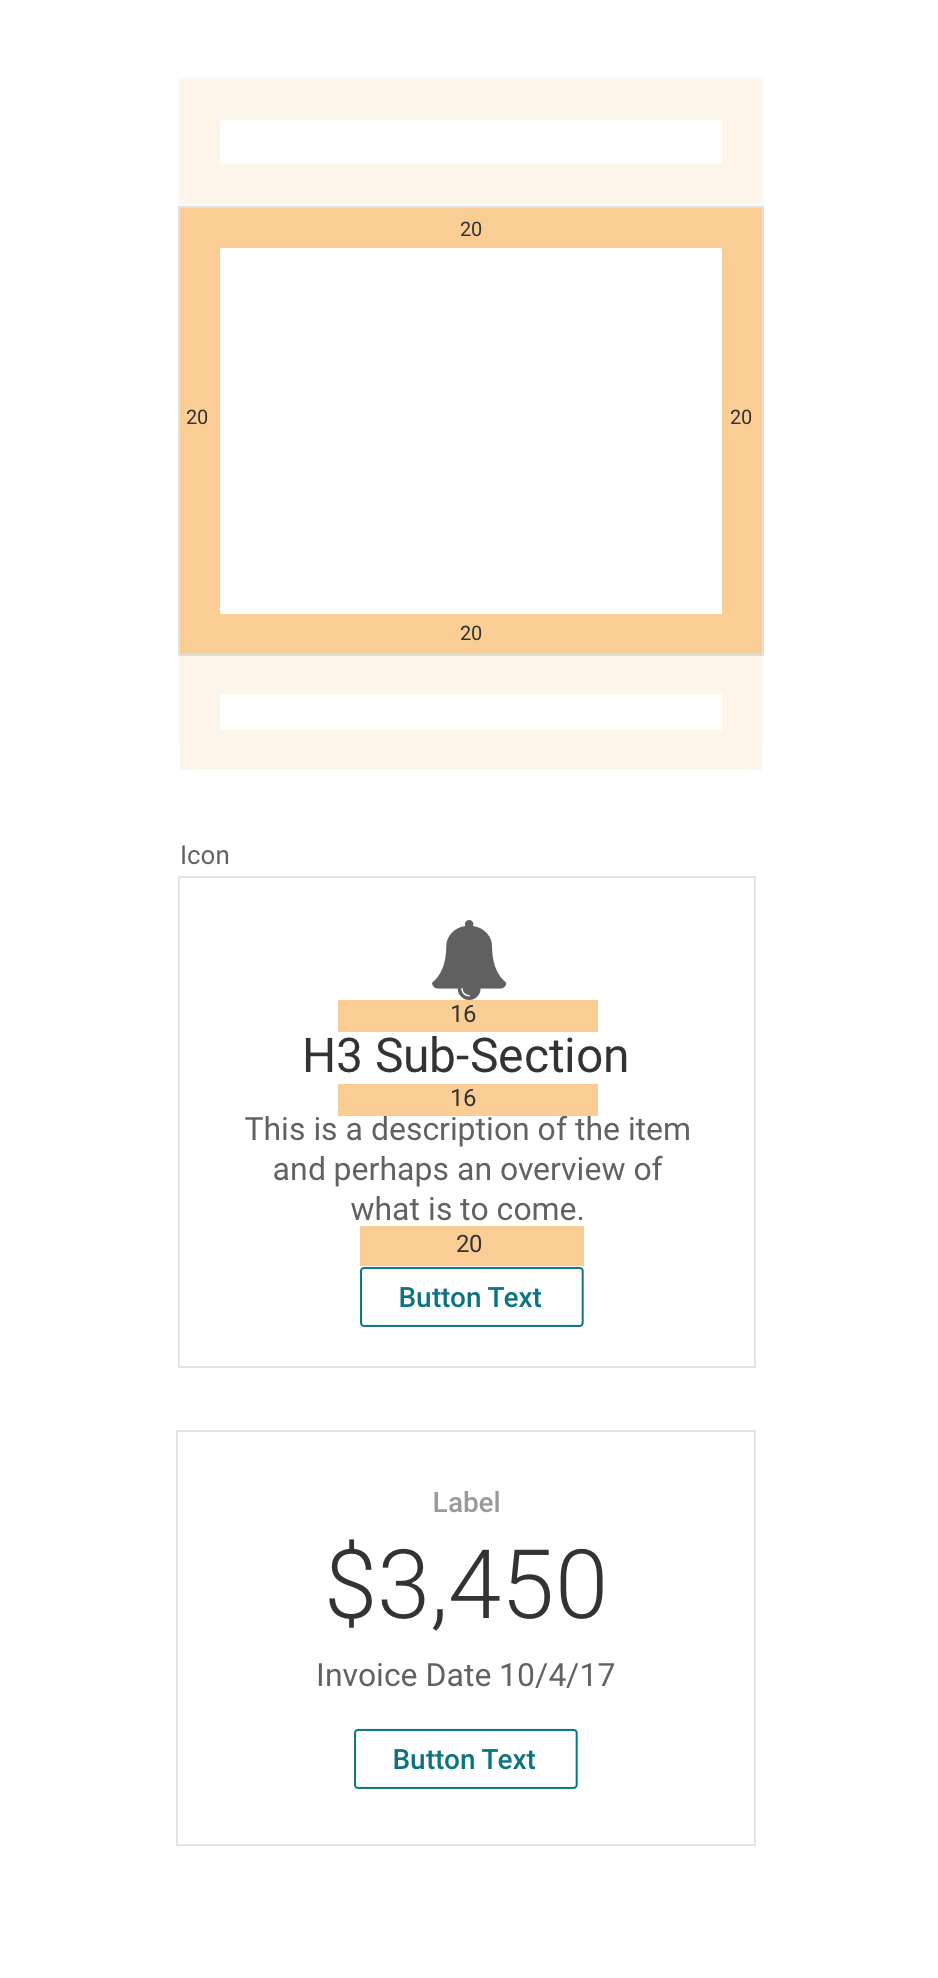 20
20
20
20
Icon
16
H3 Sub-Section
16
This is a description of the item
and perhaps an overview of
what is to come.
20
Button Text
Label
$3,450
Invoice Date 10/4/17
Button Text